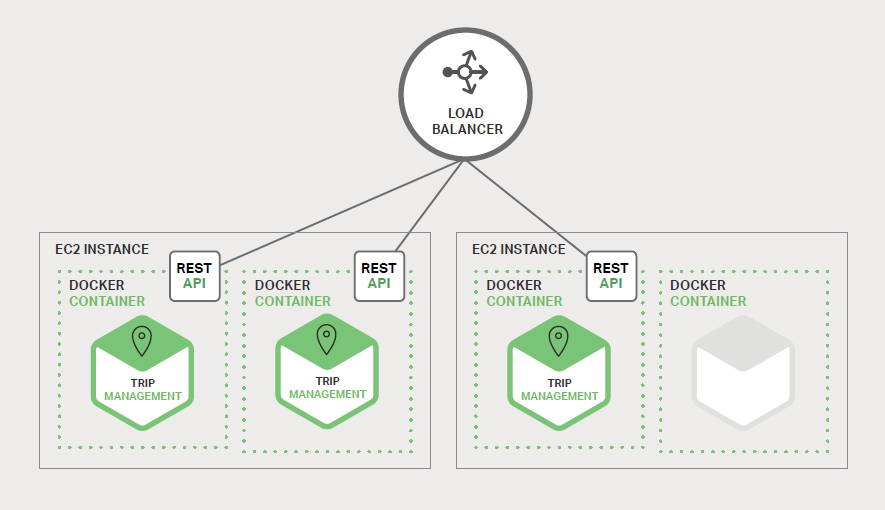 LOAD
BALANCER
EC2 INSTANCE
REST
API
DOCKER
CONTAINER
TRIP
MANAGEMENT
REST
API
DOCKER
CONTAINER
TRIP
MANAGEMENT
EC2 INSTANCE
REST
API
DOCKER
CONTAINER
TRIP
MANAGEMENT
DOCKER
CONTAINER